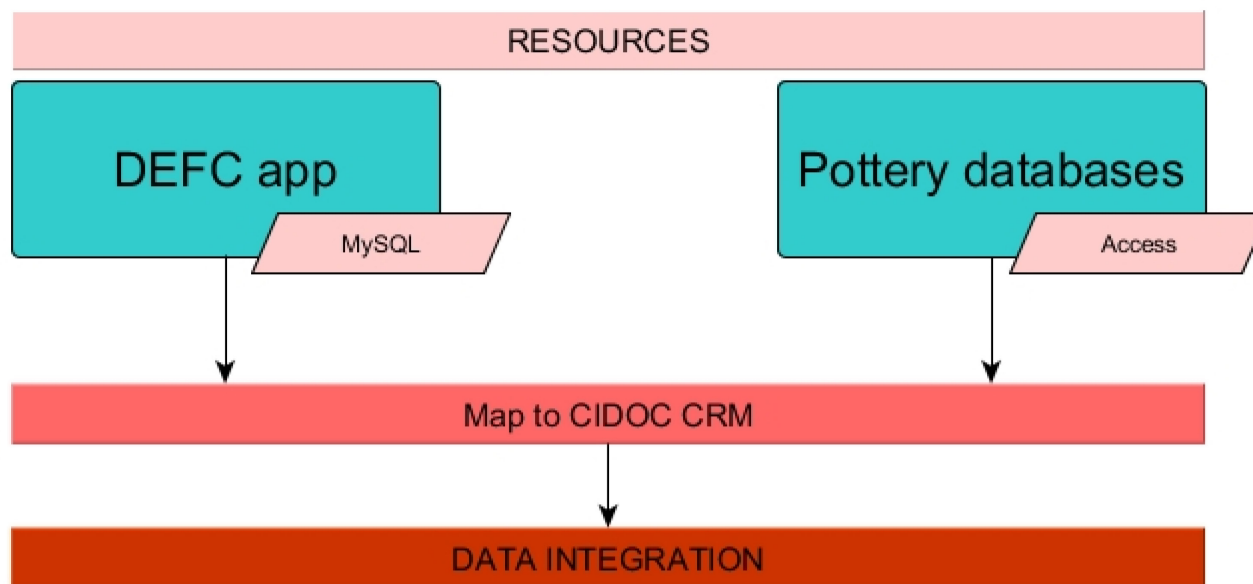 RESOURCES
DEFC app
Pottery databases
MySQL
Access
Map to CIDOC CRM
DATA INTEGRATION